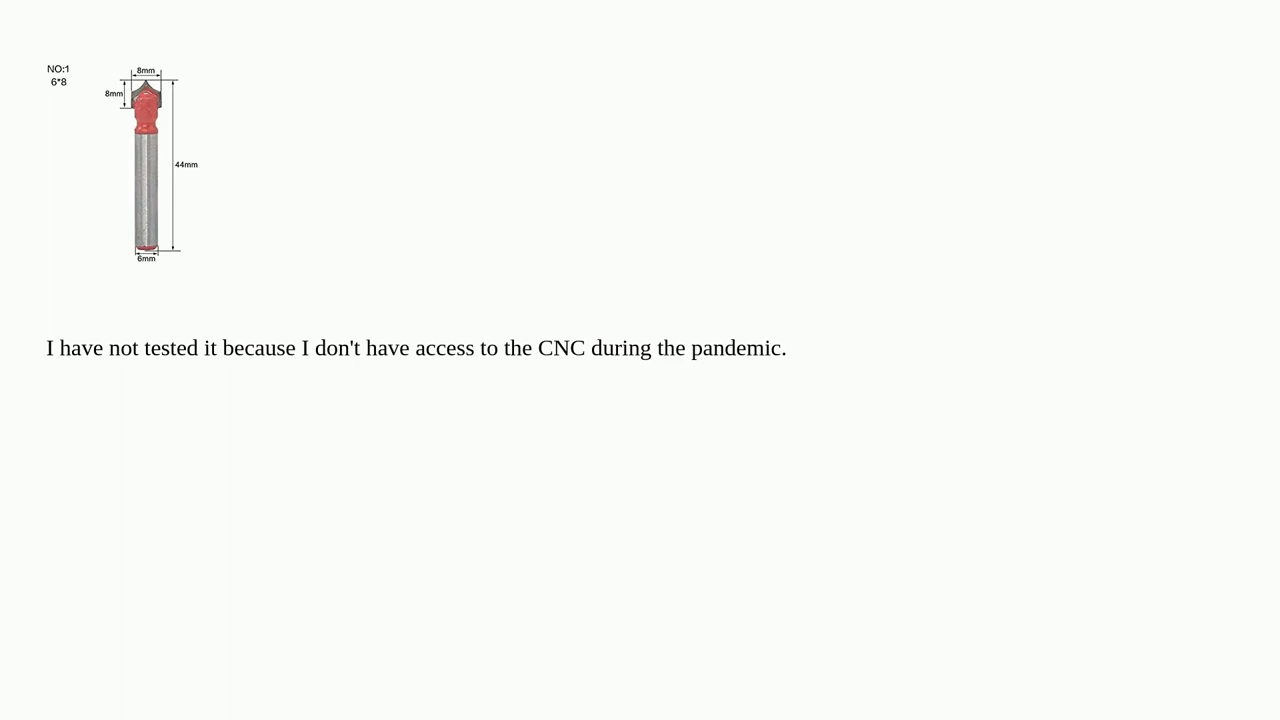 NO:1
6*8
8mm
8mm
44mm
6mm
I have not tested it because I don't have access to the CNC during the pandemic.